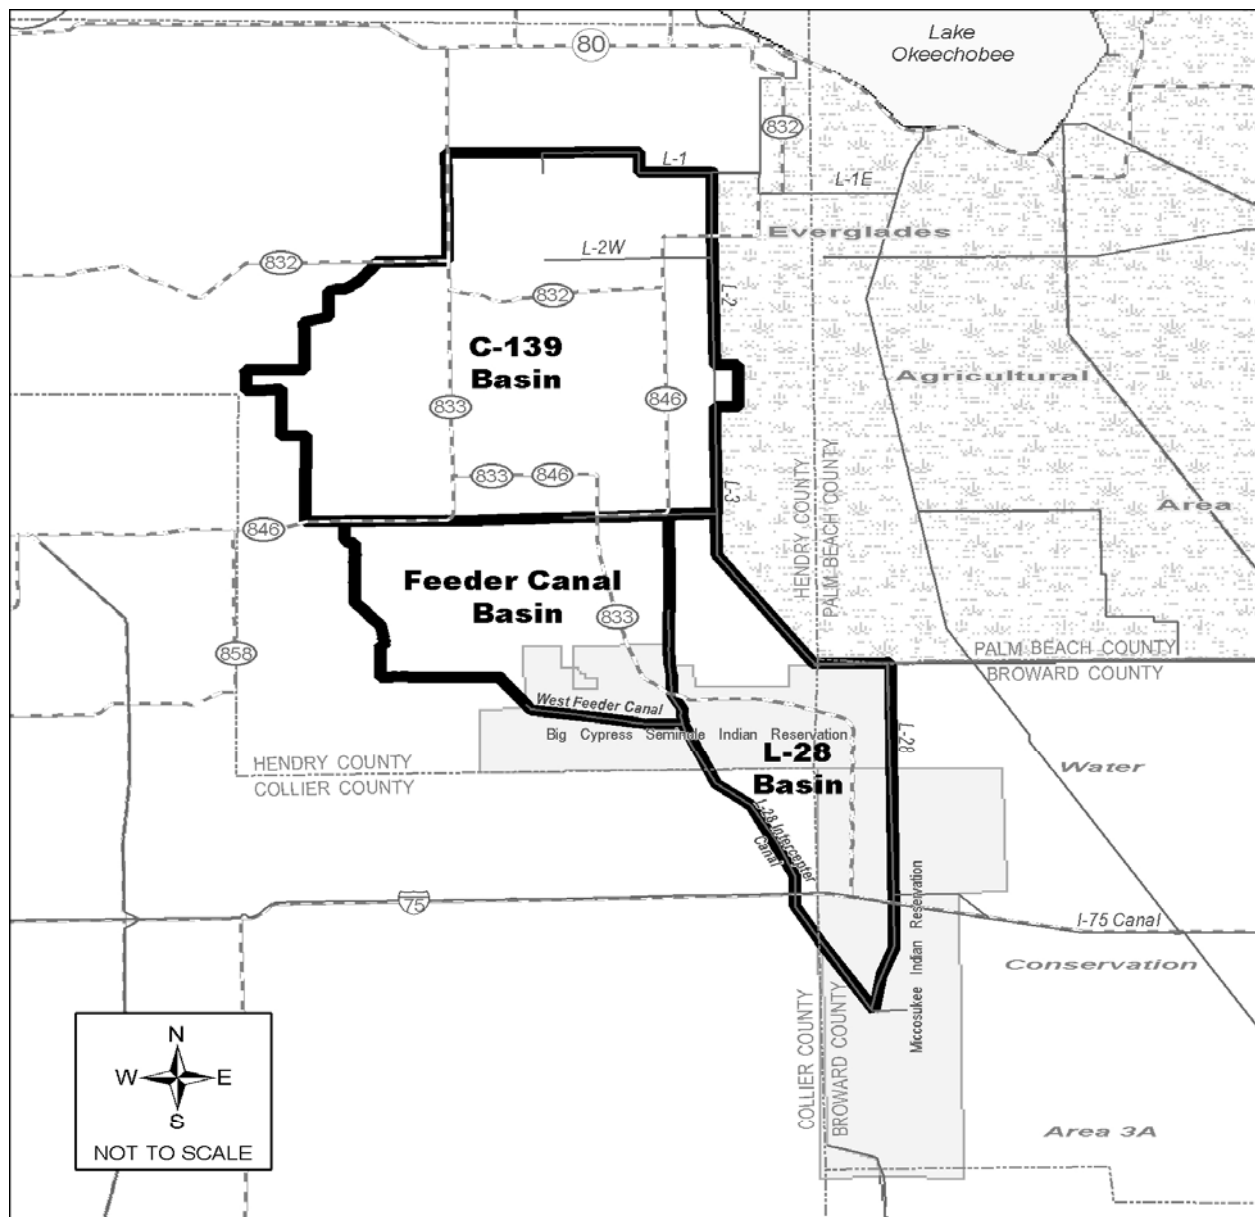 Lake
Okeechobee
80
832
L-1
L-1E
Everglades
832
L-2W
832
L-2
C-139
Basin
Agricultural
833
846
833
846
L-3
HENDRY COUNTY
PALM BEACH COUNTY
Area
846
Feeder Canal
Basin
833
858
PALM BEACH COUNTY
BROWARD COUNTY
West Feeder Canal
Big Cypress Seminole Indian Reservation
L-28
L-28
Basin
HENDRY COUNTY
COLLIER COUNTY
Water
L-28 Intercepter
Canal
75
Miccosukee Indian Reservation
I-75 Canal
Conservation
COLLIER COUNTY
BROWARD COUNTY
N
W E
S
NOT TO SCALE
Area 3A